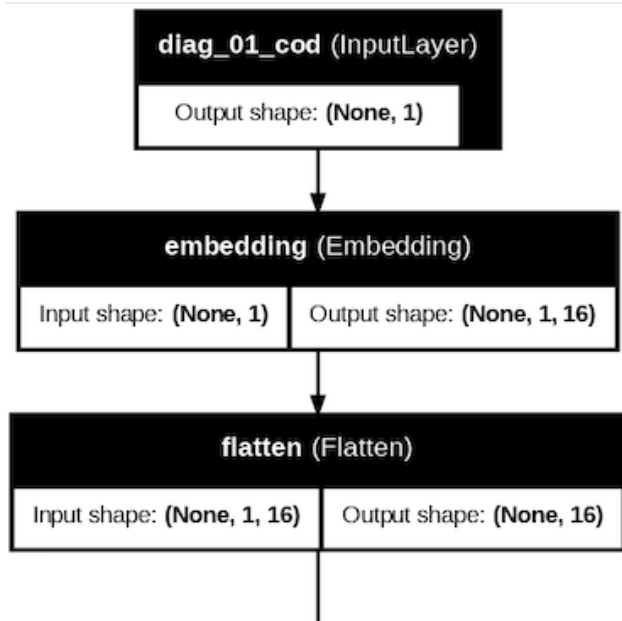 diag_01_cod (InputLayer)
Output shape: (None, 1)
embedding (Embedding)
Input shape: (None, 1) Output shape: (None, 1, 16)
flatten (Flatten)
Input shape: (None, 1, 16) Output shape: (None, 16)